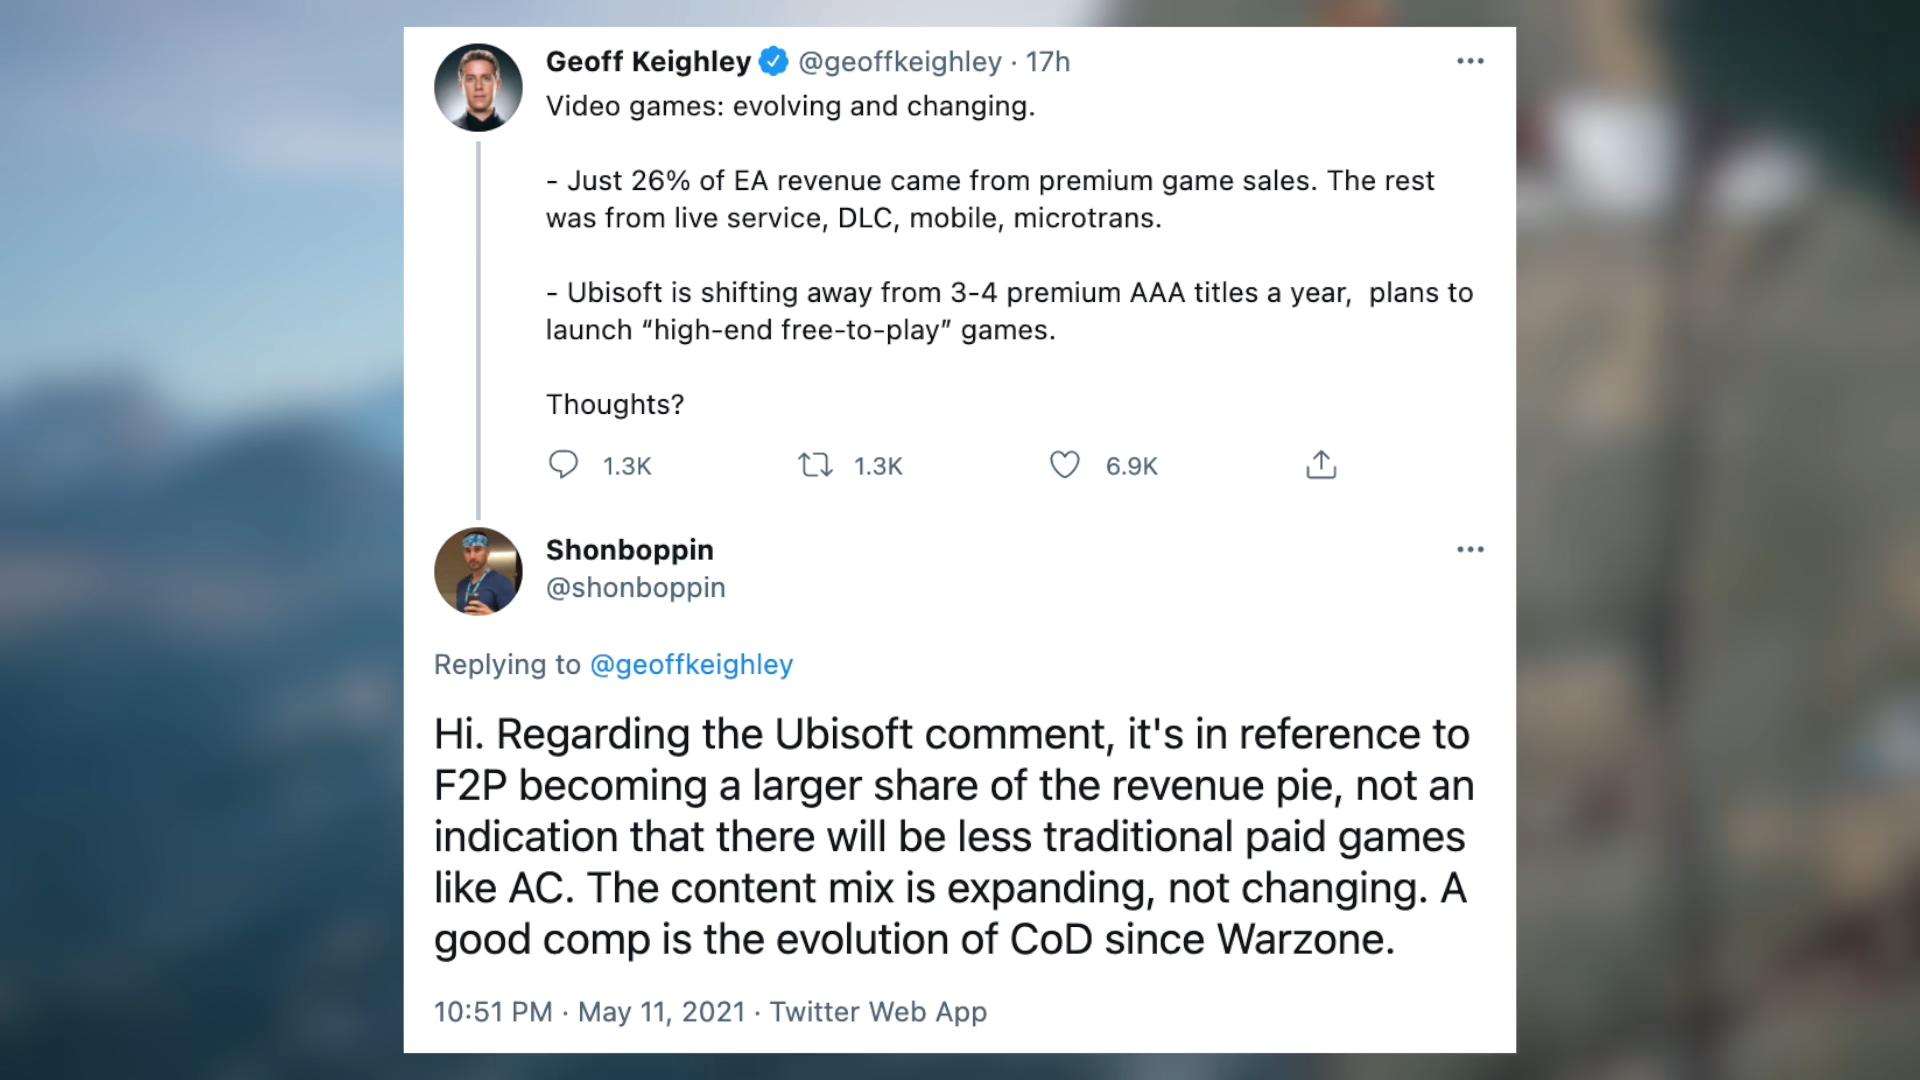 Geoff Keighley @geoffkeighley · 17h
Video games: evolving and changing.
- Just 26% of EA revenue came from premium game sales. The rest
was from live service, DLC, mobile, microtrans.
- Ubisoft is shifting away from 3-4 premium AAA titles a year,  plans to
launch “high-end free-to-play” games.
Thoughts?
1.3K 1.3K 6.9K
Shonboppin
@shonboppin
Replying to @geoffkeighley
Hi. Regarding the Ubisoft comment, it's in reference to
F2P becoming a larger share of the revenue pie, not an
indication that there will be less traditional paid games
like AC. The content mix is expanding, not changing. A
good comp is the evolution of CoD since Warzone.
10:51 PM · May 11, 2021 · Twitter Web App